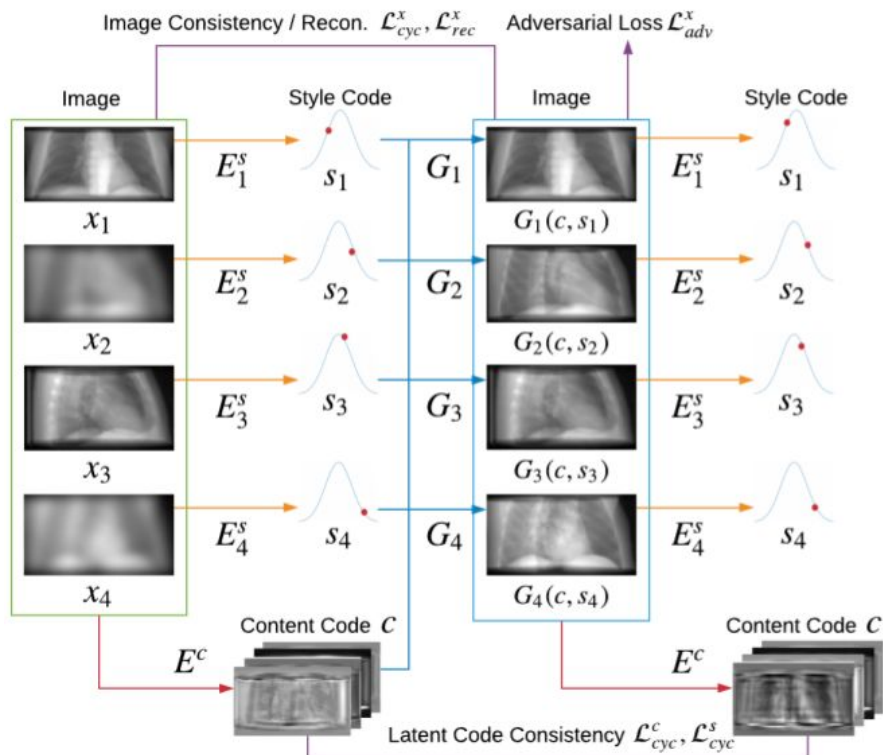 Image Consistency / Recon. ℒ^x_cyc, ℒ^x_rec
Adversarial Loss ℒ^x_adv
Image
Style Code
Image
Style Code
E^s_1
s_1
G_1
E^s_1
s_1
x_1
G_1(c, s_1)
E^s_2
s_2
G_2
E^s_2
s_2
x_2
G_2(c, s_2)
E^s_3
s_3
G_3
E^s_3
s_3
x_3
G_3(c, s_3)
E^s_4
s_4
G_4
E^s_4
s_4
x_4
G_4(c, s_4)
Content Code c
Content Code c
E^c
E^c
Latent Code Consistency ℒ^c_cyc, ℒ^s_cyc